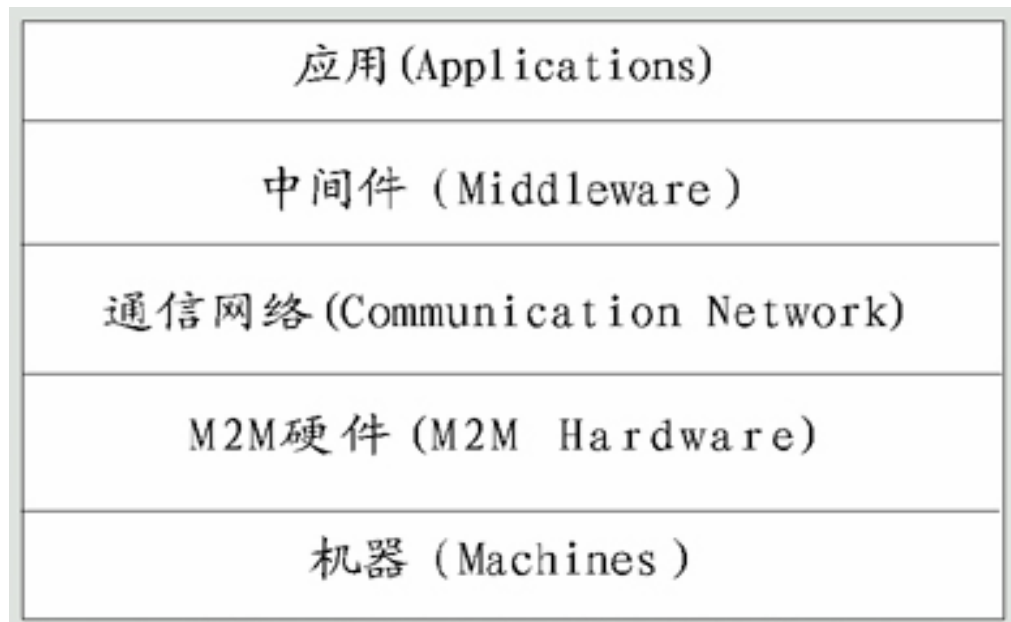 应用(Applications)
中间件 (Middleware)
通信网络(Communication Network)
M2M硬件 (M2M Hardware)
机器 (Machines)